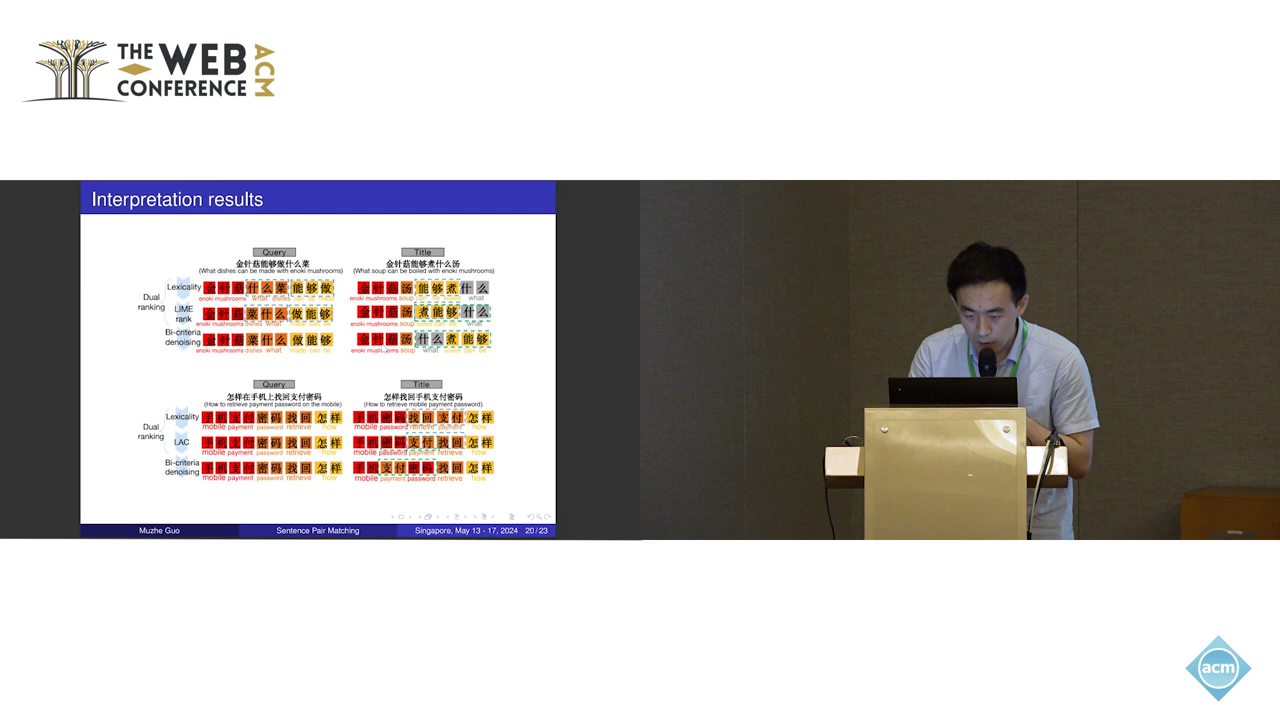 THE WEB
CONFERENCE
ACM
Interpretation results
Query
Title
金针菇能够做什么菜
金针菇能够煮什么汤
(What dishes can be made with enoki mushrooms)
(What soup can be boiled with enoki mushrooms)
Dual
ranking
Lexicality
金针菇什么菜能够做
金针菇汤能够煮什么
enoki mushrooms what dishes
enoki mushrooms soup what
LIME
rank
金针菇菜什么做能够
金针菇汤煮能够什么
enoki mushrooms dishes what made can be
enoki mushrooms soup what
Bi-criteria
denoising
金针菇菜什么做能够
金针菇汤什么煮能够
enoki mushrooms dishes what made can be
enoki mushrooms soup what boiled can be
Query
Title
怎样在手机上找回支付密码
怎样找回手机支付密码
(How to retrieve payment password on the mobile)
(How to retrieve mobile payment password)
Dual
ranking
Lexicality
手机支付密码找回怎样
手机密码找回支付怎样
mobile payment password retrieve how
mobile password retrieve payment how
LAC
手机支付密码找回怎样
手机密码支付找回怎样
mobile payment password retrieve how
mobile password payment retrieve how
Bi-criteria
denoising
手机支付密码找回怎样
手机支付密码找回怎样
mobile payment password retrieve how
mobile payment password retrieve how
Muzhe Guo
Sentence Pair Matching
Singapore, May 13 - 17, 2024
20 / 23
acm